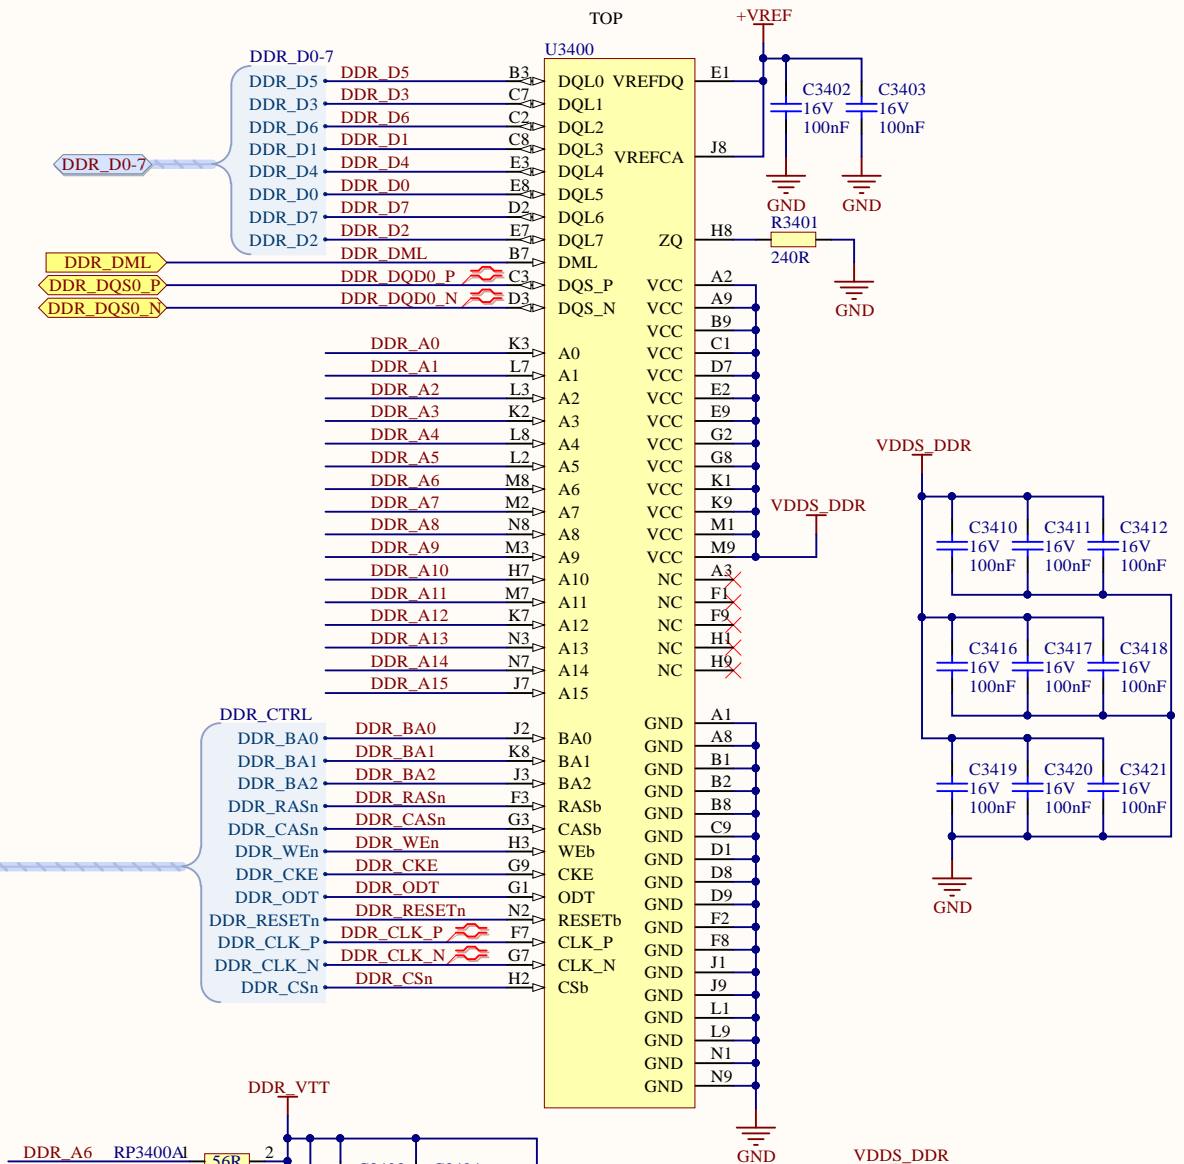 TOP
+VREF
U3400
DDR_D0-7
DDR_D0-7
DDR_D5 DDR_D5 B3 DQL0
DDR_D3 DDR_D3 C7 DQL1
DDR_D6 DDR_D6 C2 DQL2
DDR_D1 DDR_D1 C8 DQL3
DDR_D4 DDR_D4 E3 DQL4
DDR_D0 DDR_D0 E8 DQL5
DDR_D7 DDR_D7 D2 DQL6
DDR_D2 DDR_D2 E7 DQL7
DDR_DML DDR_DML B7 DML
DDR_DQS0_P DDR_DQD0_P C3 DQS_P
DDR_DQS0_N DDR_DQD0_N D3 DQS_N
DDR_A0 K3 A0
DDR_A1 L7 A1
DDR_A2 L3 A2
DDR_A3 K2 A3
DDR_A4 L8 A4
DDR_A5 L2 A5
DDR_A6 M8 A6
DDR_A7 M2 A7
DDR_A8 N8 A8
DDR_A9 M3 A9
DDR_A10 H7 A10
DDR_A11 M7 A11
DDR_A12 K7 A12
DDR_A13 N3 A13
DDR_A14 N7 A14
DDR_A15 J7 A15
DDR_CTRL
DDR_BA0 DDR_BA0 J2 BA0
DDR_BA1 DDR_BA1 K8 BA1
DDR_BA2 DDR_BA2 J3 BA2
DDR_RASn DDR_RASn F3 RASb
DDR_CASn DDR_CASn G3 CASb
DDR_WEn DDR_WEn H3 WEb
DDR_CKE DDR_CKE G9 CKE
DDR_ODT DDR_ODT G1 ODT
DDR_RESETn DDR_RESETn N2 RESETb
DDR_CLK_P DDR_CLK_P F7 CLK_P
DDR_CLK_N DDR_CLK_N G7 CLK_N
DDR_CSn DDR_CSn H2 CSb
VREFDQ E1
VREFCA J8
ZQ H8
VCC A2
VCC A9
VCC B9
VCC C1
VCC D7
VCC E2
VCC E9
VCC G2
VCC G8
VCC K1
VCC K9
VCC M1
VCC M9
NC A3
NC F1
NC F9
NC H1
NC H9
GND A1
GND A8
GND B1
GND B2
GND B8
GND C9
GND D1
GND D8
GND D9
GND F2
GND F8
GND J1
GND J9
GND L1
GND L9
GND N1
GND N9
GND
C3402 C3403
16V 16V
100nF 100nF
GND GND
R3401
240R
GND
VDDS_DDR
VDDS_DDR
C3410 C3411 C3412
16V 16V 16V
100nF 100nF 100nF
C3416 C3417 C3418
16V 16V 16V
100nF 100nF 100nF
C3419 C3420 C3421
16V 16V 16V
100nF 100nF 100nF
GND
DDR_VTT
DDR_A6 RP3400A 1 56R 2
VDDS_DDR